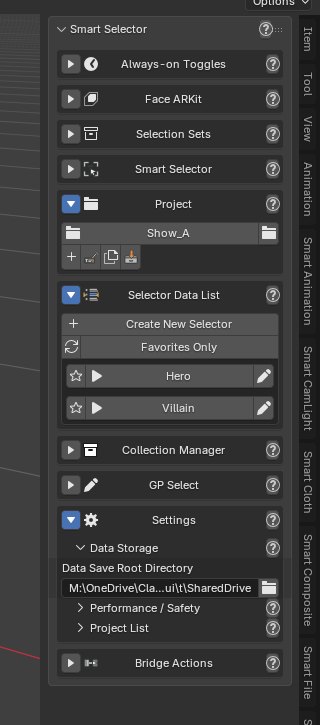 Options
Smart Selector
Always-on Toggles
Face ARKit
Selection Sets
Smart Selector
Project
Show_A
Selector Data List
Create New Selector
Favorites Only
Hero
Villain
Collection Manager
GP Select
Settings
Data Storage
Data Save Root Directory
M:\OneDrive\Cla...ui\t\SharedDrive
Performance / Safety
Project List
Bridge Actions
Item
Tool
View
Animation
Smart Animation
Smart CamLight
Smart Cloth
Smart Composite
Smart File